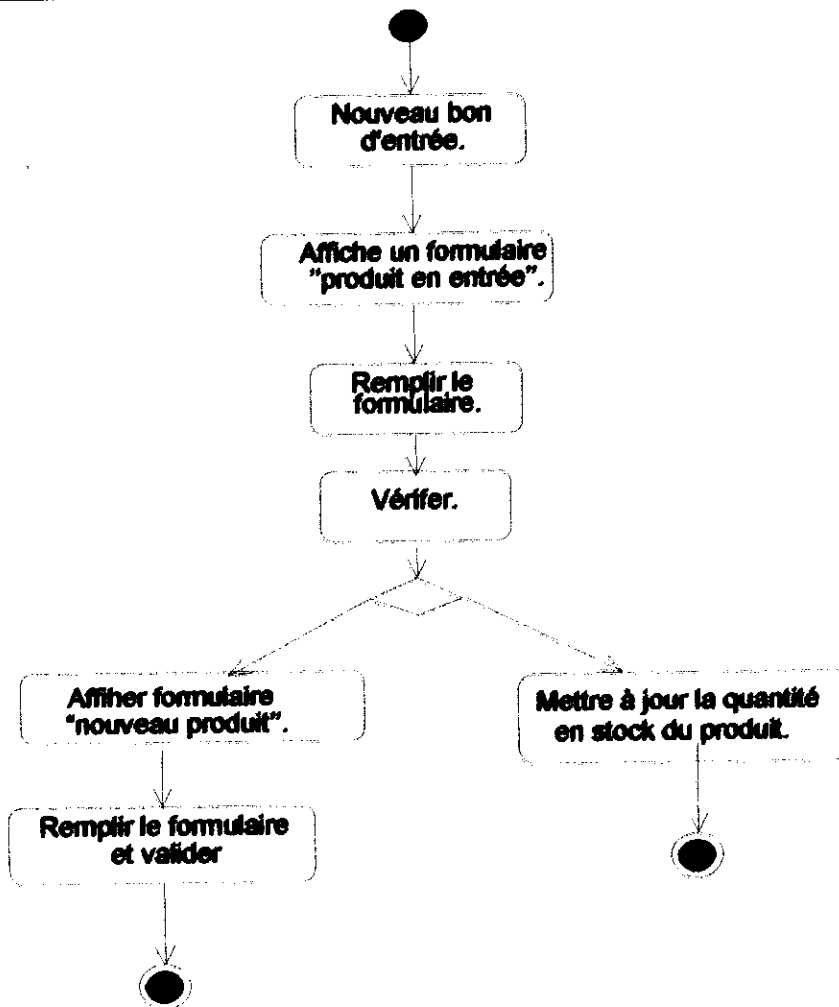 Nouveau bon
d'entrée.
Affiche un formulaire
"produit en entrée".
Remplir le
formulaire.
Vérifer.
Affiher formulaire
"nouveau produit".
Mettre à jour la quantité
en stock du produit.
Remplir le formulaire
et valider